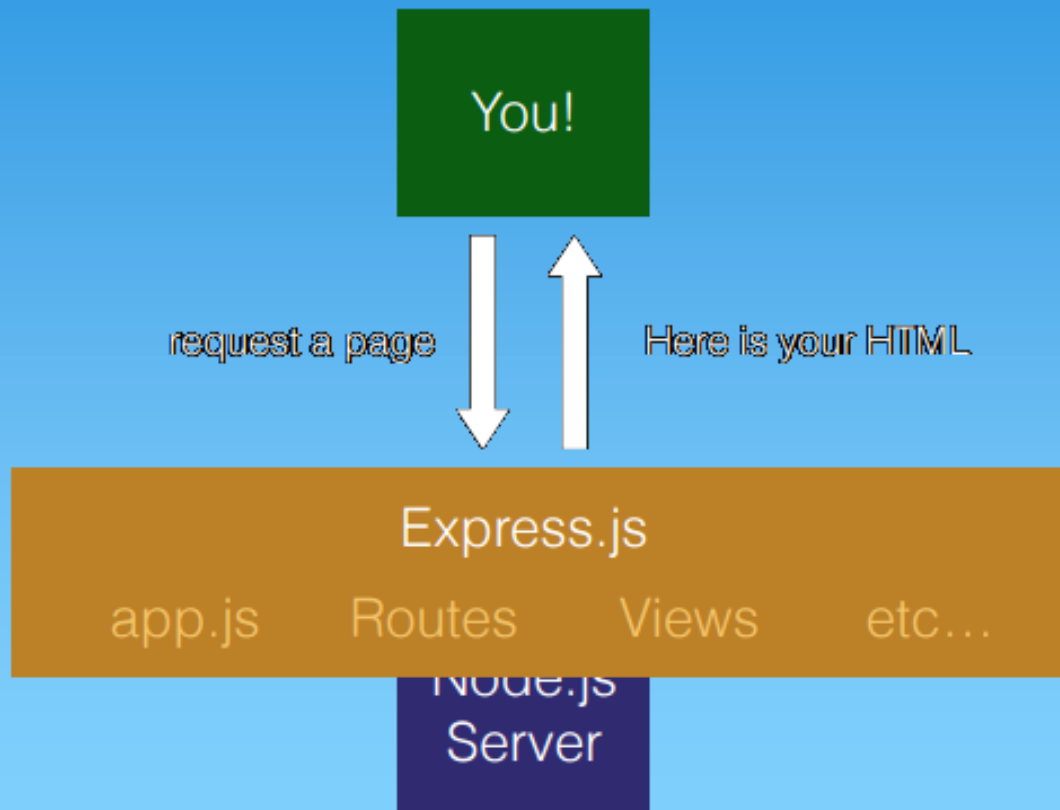 You!
request a page
Here is your HTML
Express.js
app.js Routes Views etc...
Node.js
Server